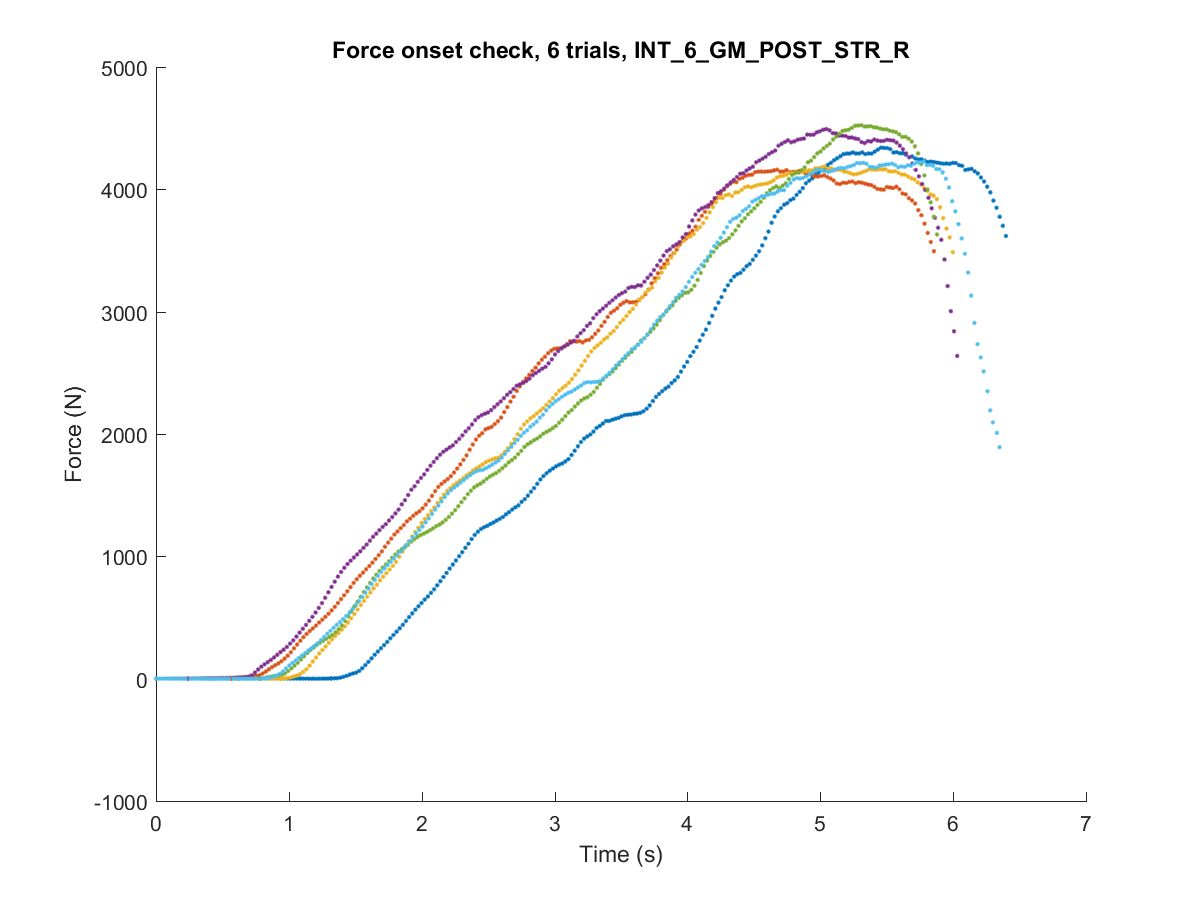 Force onset check, 6 trials, INT_6_GM_POST_STR_R
5000
4000
3000
2000
1000
0
-1000
Force (N)
0 1 2 3 4 5 6 7
Time (s)